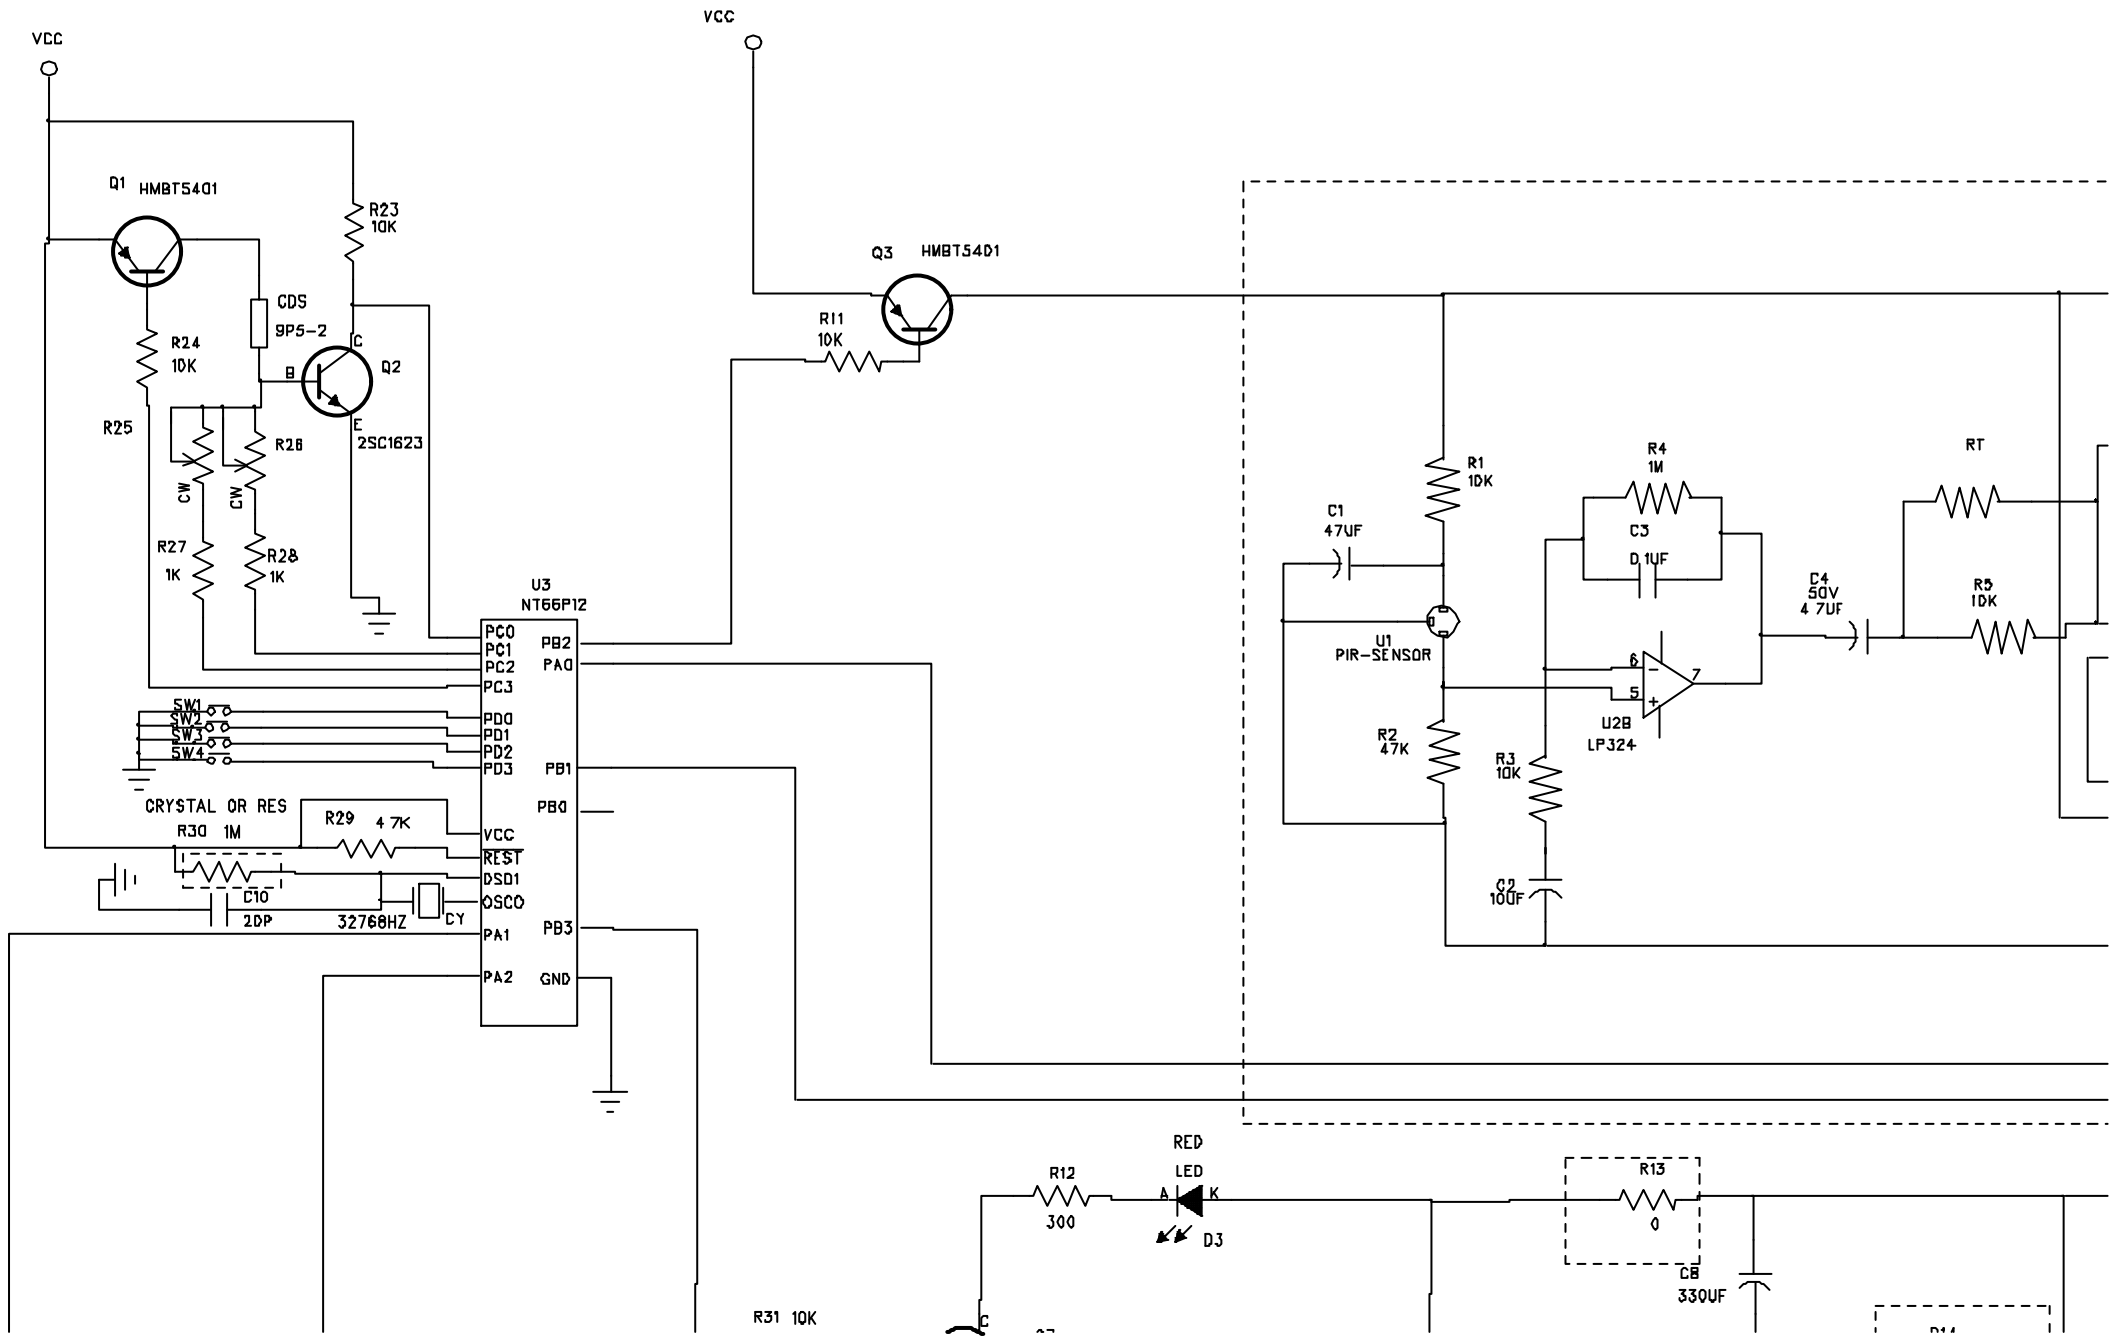 VCC
VCC
Q1 HMBT5401
R23
10K
Q3 HMBT5401
CDS
9P5-2
R11
10K
R24
10K
C
B
Q2
E
R25
R26
2SC1623
CW
CW
R27
1K
R28
1K
R1
10K
R4
1M
RT
C1
47UF
C3
0.1UF
C4
50V
4 7UF
R5
10K
U3
NT66P12
PC0
PC1
PC2
PC3
PD0
PD1
PD2
PD3
VCC
REST
OSO1
OSCO
PA1
PA2
PB2
PA0
PB1
PB0
PB3
GND
U1
PIR-SENSOR
6
-
5
+
7
U2B
LP324
SW1
SW2
SW3
SW4
R2
47K
R3
10K
CRYSTAL OR RES
R30 1M
R29 4 7K
C10
20P
32768HZ
CY
C2
10UF
RED
LED
R12
300
A
K
D3
R13
0
C8
330UF
R31 10K
C